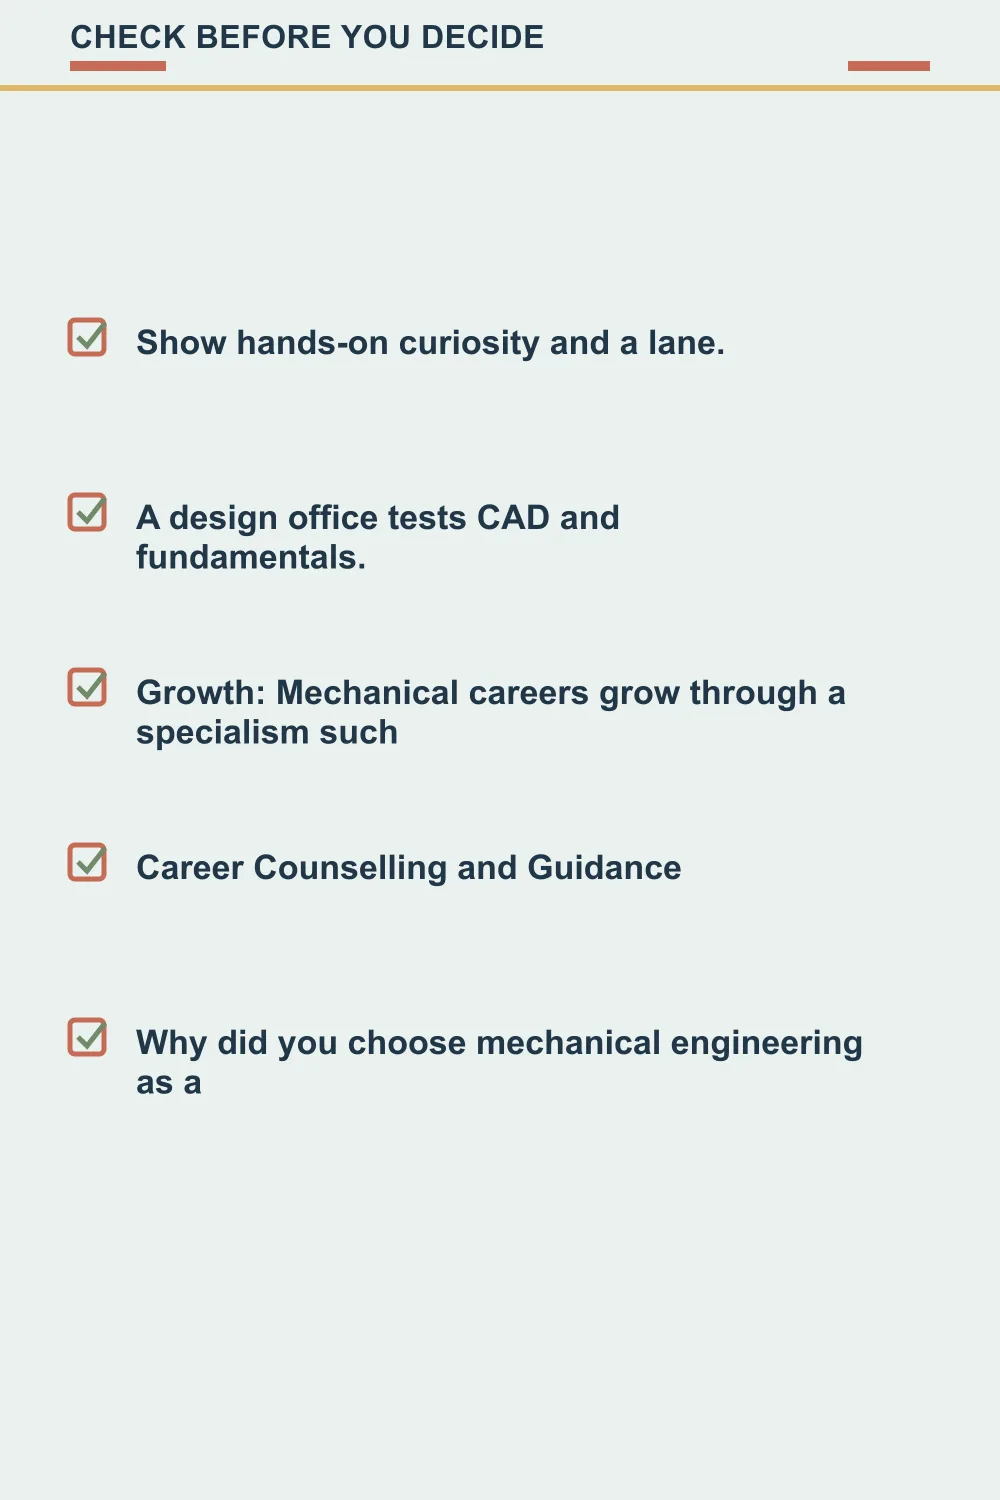 CHECK BEFORE YOU DECIDE
Show hands-on curiosity and a lane.
A design office tests CAD and
fundamentals.
Growth: Mechanical careers grow through a
specialism such
Career Counselling and Guidance
Why did you choose mechanical engineering
as a